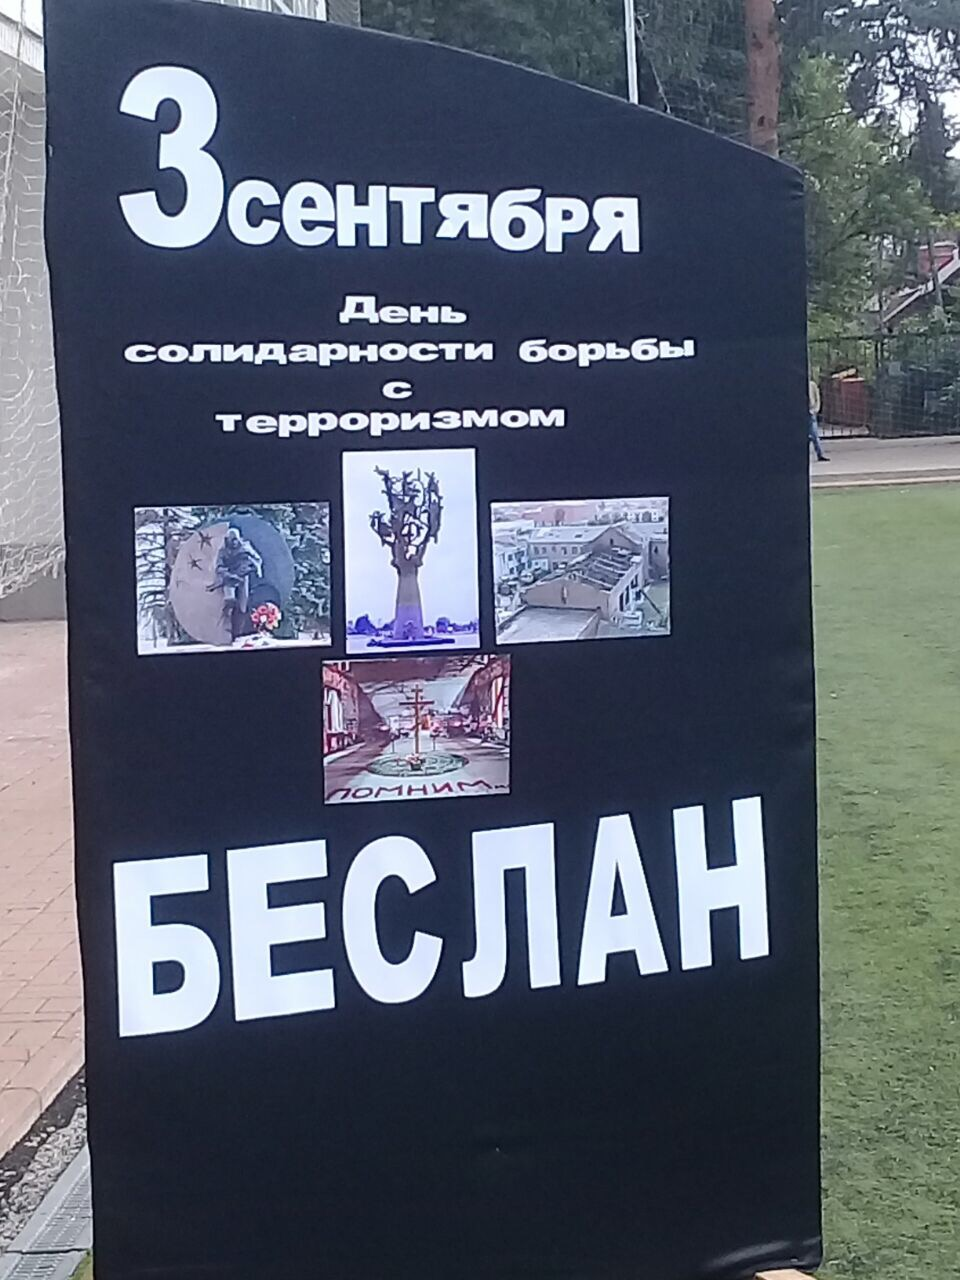 3 сентября
День
солидарности борьбы
с
терроризмом
ПОМНИМ...
БЕСЛАН